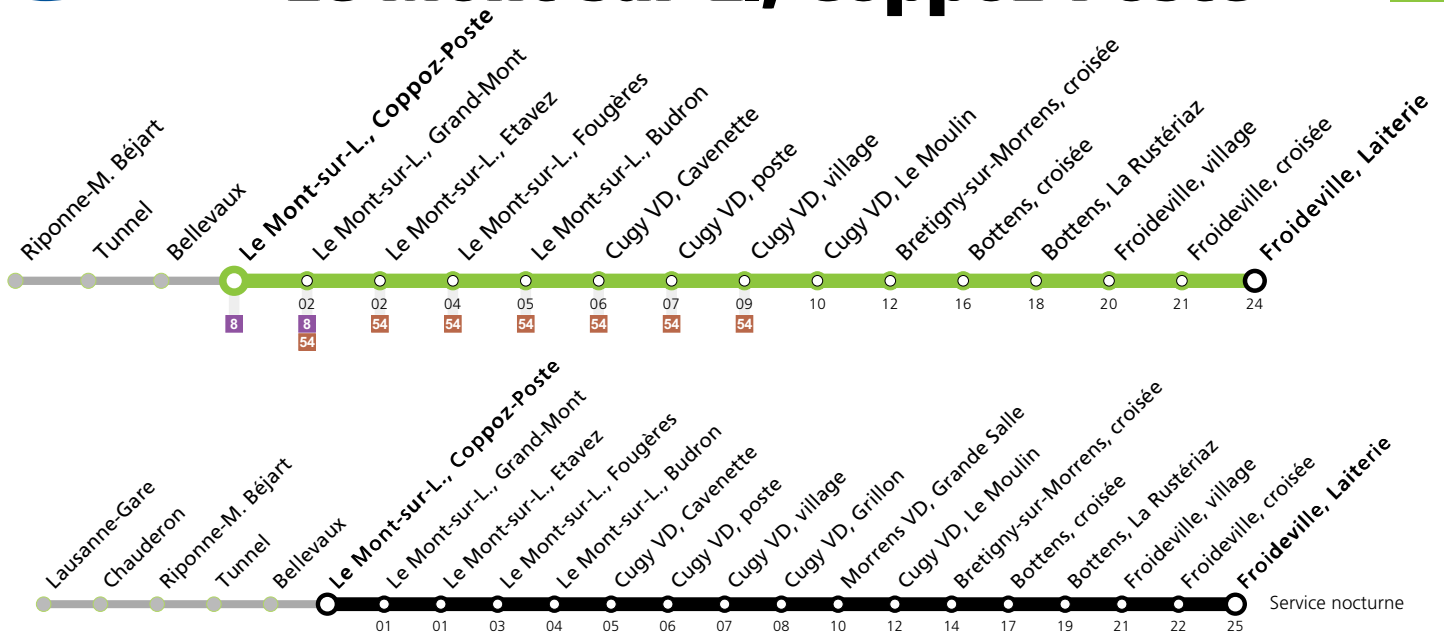 Riponne-M. Béjart
Tunnel
Bellevaux
Le Mont-sur-L., Coppoz-Poste
Le Mont-sur-L., Grand-Mont
Le Mont-sur-L., Etavez
Le Mont-sur-L., Fougères
Le Mont-sur-L., Budron
Cugy VD, Cavenette
Cugy VD, poste
Cugy VD, village
Cugy VD, Le Moulin
Bretigny-sur-Morrens, croisée
Bottens, croisée
Bottens, La Rustériaz
Froideville, village
Froideville, croisée
Froideville, Laiterie
02 02 04 05 06 07 09 10 12 16 18 20 21 24
8 8 54 54 54 54 54 54
54
Lausanne-Gare
Chauderon
Riponne-M. Béjart
Tunnel
Bellevaux
Le Mont-sur-L., Coppoz-Poste
Le Mont-sur-L., Grand-Mont
Le Mont-sur-L., Etavez
Le Mont-sur-L., Fougères
Le Mont-sur-L., Budron
Cugy VD, Cavenette
Cugy VD, poste
Cugy VD, village
Cugy VD, Grillon
Morrens VD, Grande Salle
Cugy VD, Le Moulin
Bretigny-sur-Morrens, croisée
Bottens, croisée
Bottens, La Rustériaz
Froideville, village
Froideville, croisée
Froideville, Laiterie
Service nocturne
01 01 03 04 05 06 07 08 10 12 14 17 19 21 22 25